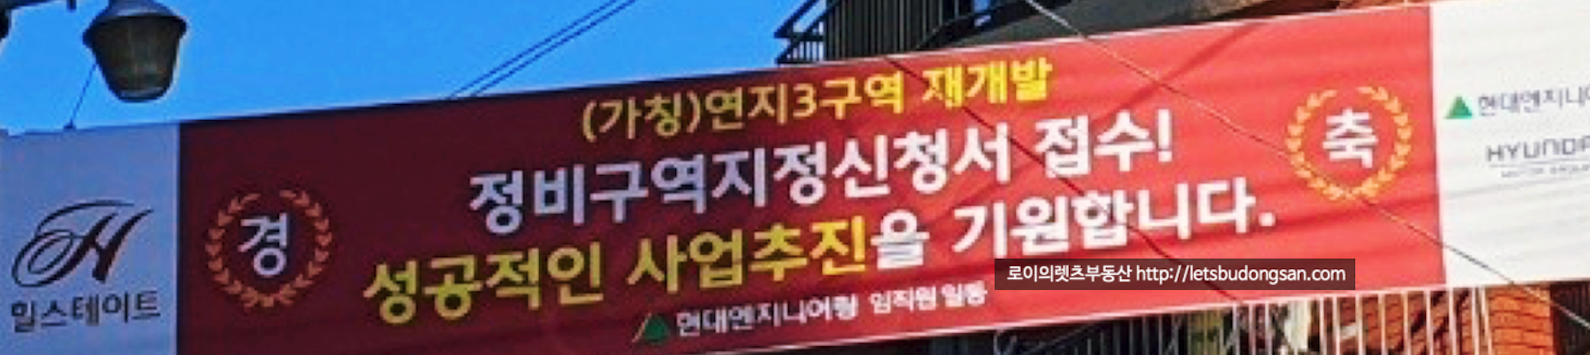 힐스테이트
경
(가칭)연지3구역 재개발
정비구역지정신청서 접수!
성공적인 사업추진을 기원합니다.
현대엔지니어링 임직원 일동
축
현대엔지니어
HYUNDA
로이의렛츠부동산 http://letsbudongsan.com